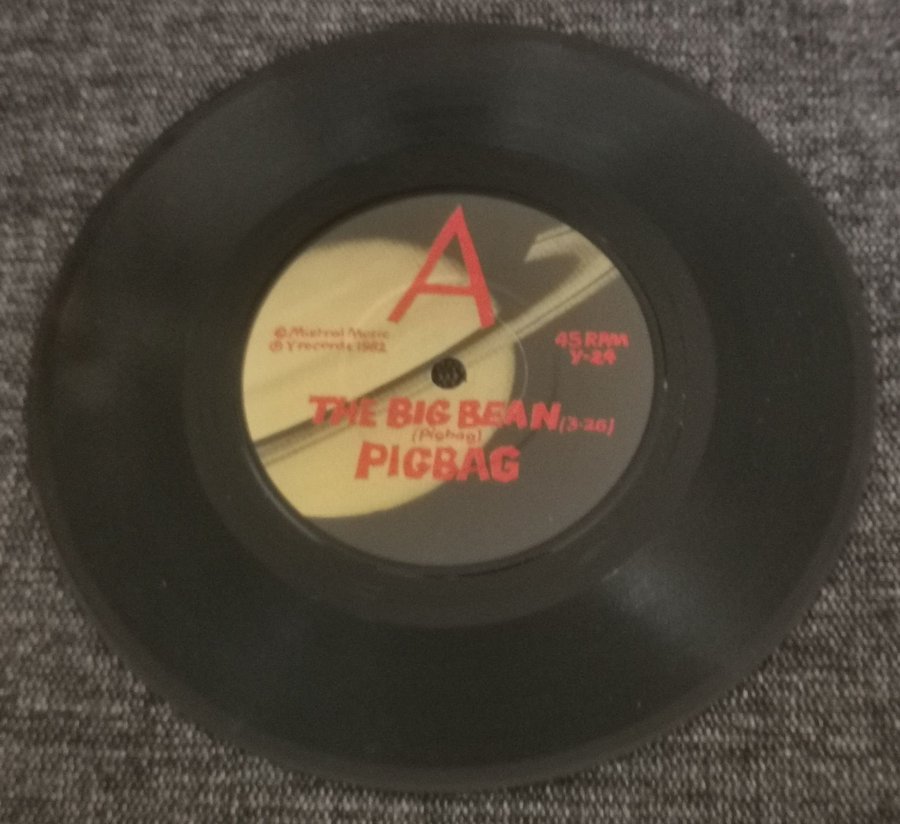 A
© Mistral Music
℗ Y records 1982
45 RPM
Y-24
THE BIG BEAN (3·26)
(Pigbag)
PIGBAG